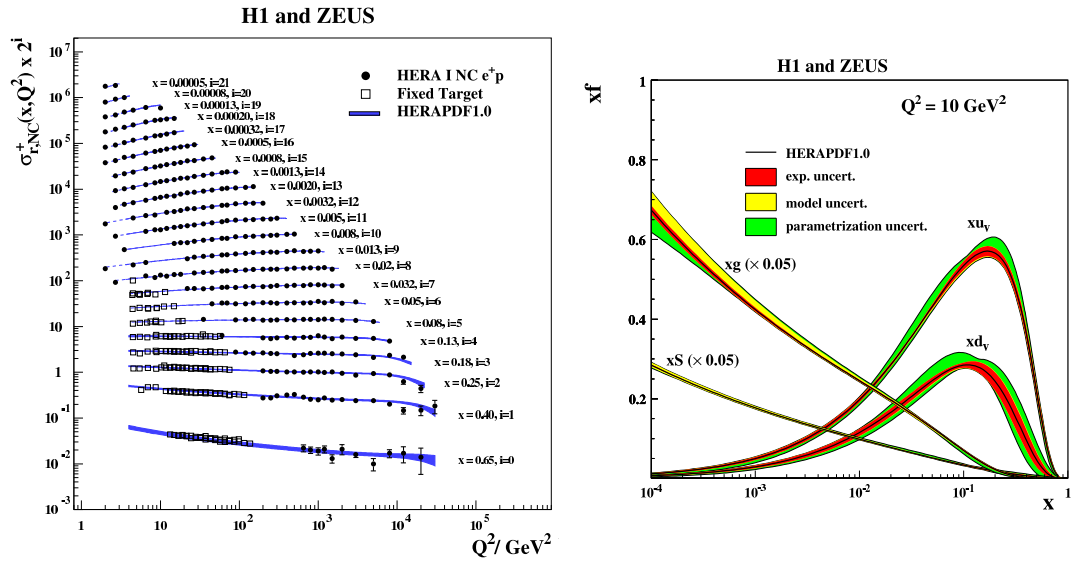 H1 and ZEUS
σ⁺r,NC(x,Q²) x 2ⁱ
10⁷
10⁶
10⁵
10⁴
10³
10²
10
1
10⁻¹
10⁻²
10⁻³
HERA I NC e⁺p
Fixed Target
HERAPDF1.0
x = 0.00005, i=21
x = 0.00008, i=20
x = 0.00013, i=19
x = 0.00020, i=18
x = 0.00032, i=17
x = 0.0005, i=16
x = 0.0008, i=15
x = 0.0013, i=14
x = 0.0020, i=13
x = 0.0032, i=12
x = 0.005, i=11
x = 0.008, i=10
x = 0.013, i=9
x = 0.02, i=8
x = 0.032, i=7
x = 0.05, i=6
x = 0.08, i=5
x = 0.13, i=4
x = 0.18, i=3
x = 0.25, i=2
x = 0.40, i=1
x = 0.65, i=0
1 10 10² 10³ 10⁴ 10⁵
Q²/ GeV²
H1 and ZEUS
xf
Q² = 10 GeV²
HERAPDF1.0
exp. uncert.
model uncert.
parametrization uncert.
xuv
xg (× 0.05)
xdv
xS (× 0.05)
1
0.8
0.6
0.4
0.2
10⁻⁴ 10⁻³ 10⁻² 10⁻¹ 1
x